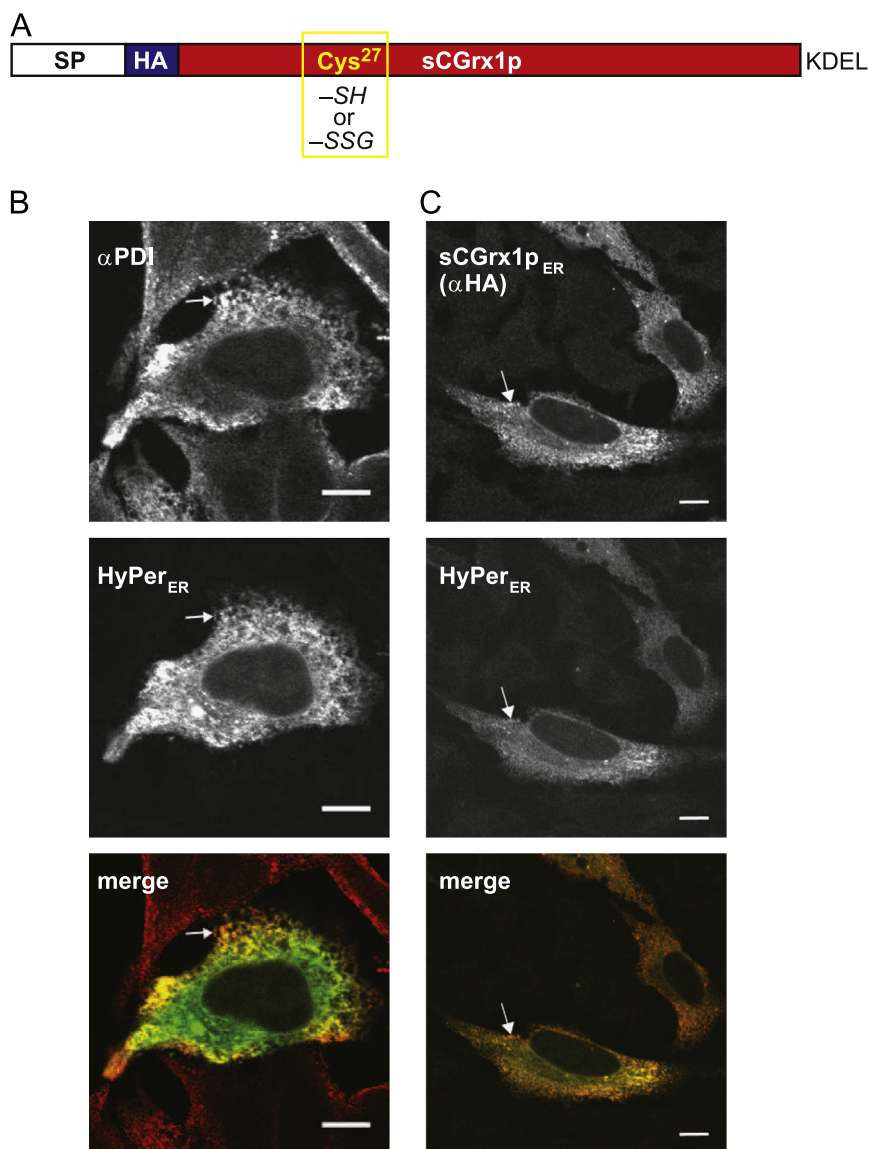 A
SP HA Cys27 sCGrx1p KDEL
–SH
or
–SSG
B C
αPDI
sCGrx1pER
(αHA)
HyPerER
HyPerER
merge
merge